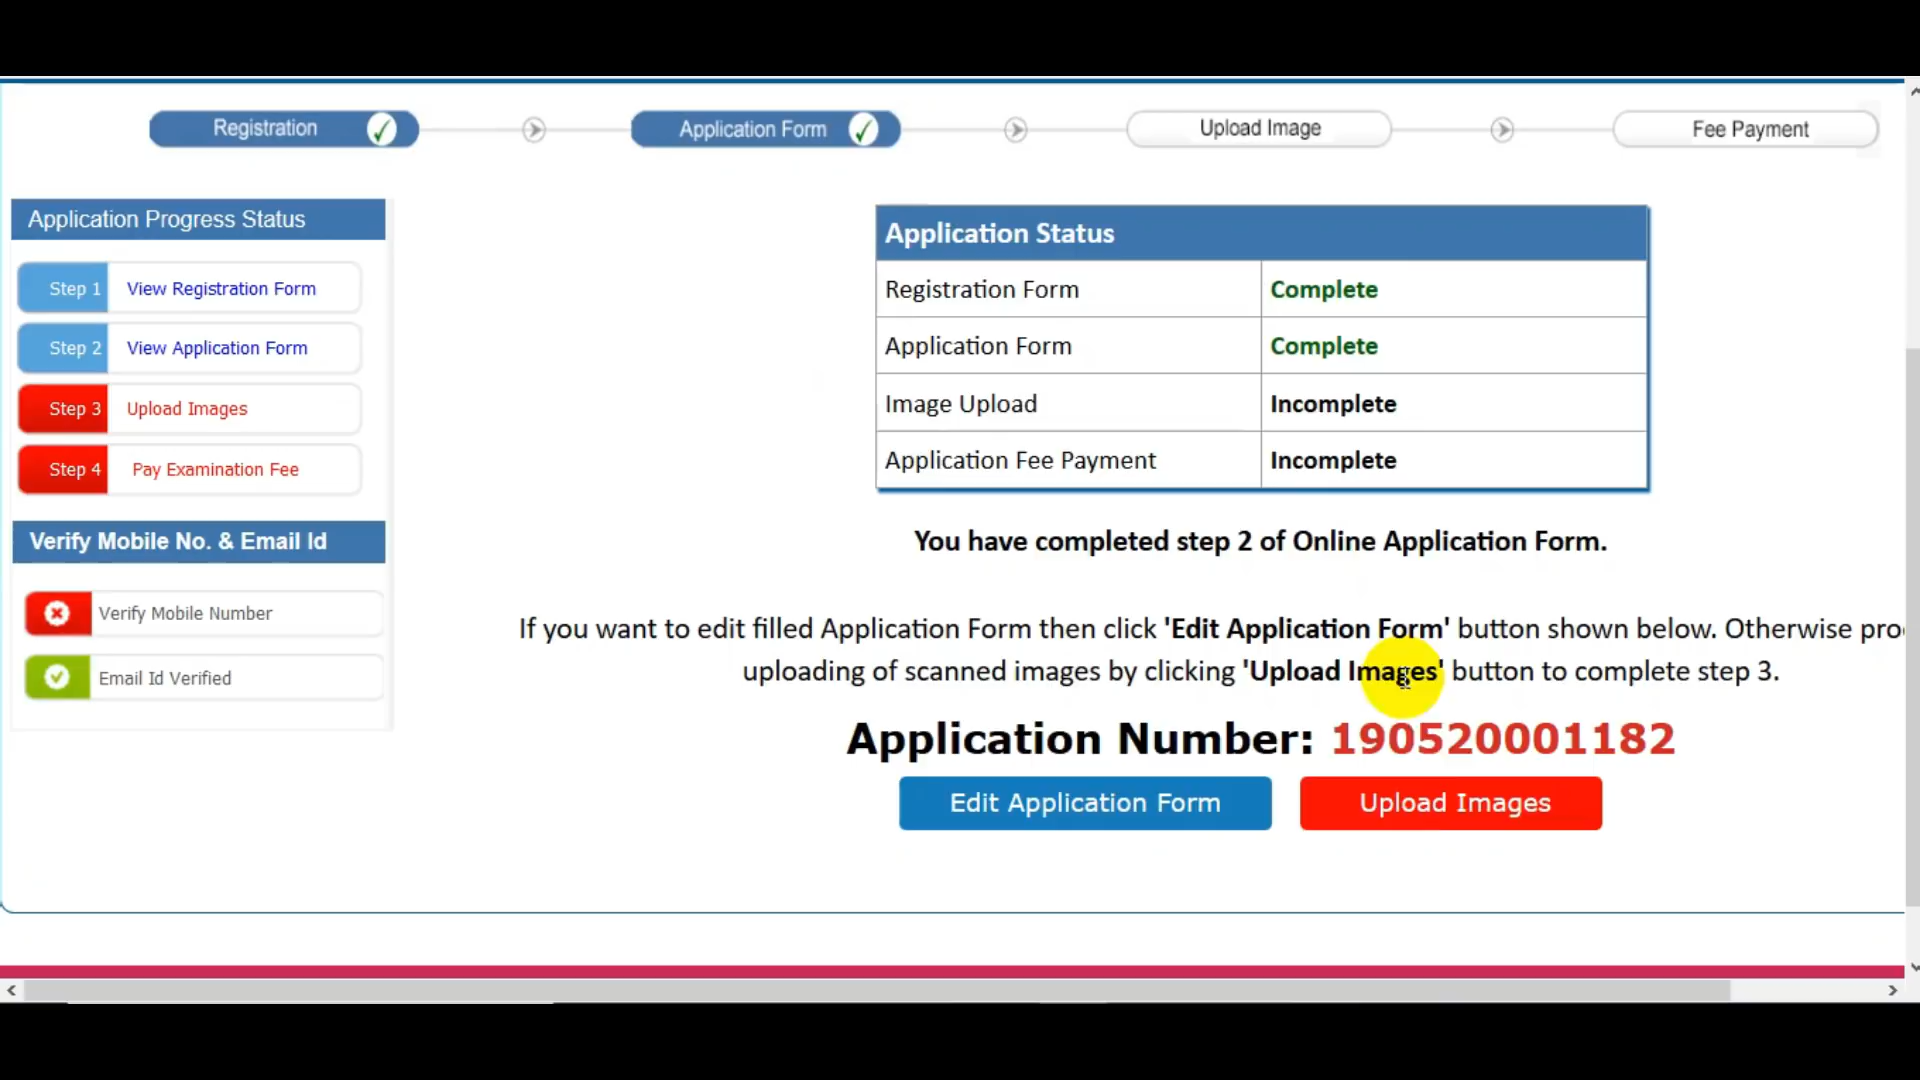 Registration
Application Form
Upload Image
Fee Payment
Application Progress Status
Step 1 View Registration Form
Step 2 View Application Form
Step 3 Upload Images
Step 4 Pay Examination Fee
Verify Mobile No. & Email Id
Verify Mobile Number
Email Id Verified
Application Status
Registration Form Complete
Application Form Complete
Image Upload Incomplete
Application Fee Payment Incomplete
You have completed step 2 of Online Application Form.
If you want to edit filled Application Form then click 'Edit Application Form' button shown below. Otherwise
uploading of scanned images by clicking 'Upload Images' button to complete step 3.
Application Number: 190520001182
Edit Application Form Upload Images